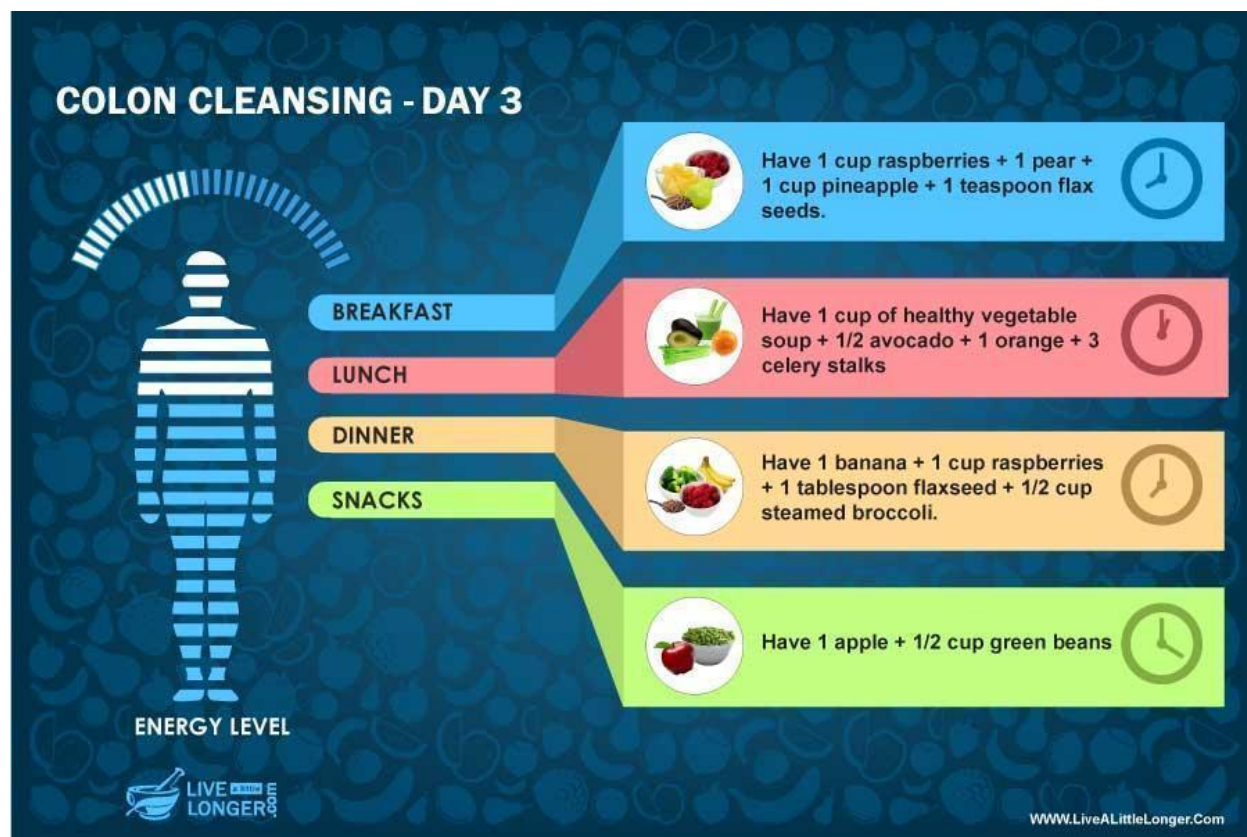 COLON CLEANSING - DAY 3
BREAKFAST
Have 1 cup raspberries + 1 pear +
1 cup pineapple + 1 teaspoon flax
seeds.
LUNCH
Have 1 cup of healthy vegetable
soup + 1/2 avocado + 1 orange + 3
celery stalks
DINNER
Have 1 banana + 1 cup raspberries
+ 1 tablespoon flaxseed + 1/2 cup
steamed broccoli.
SNACKS
Have 1 apple + 1/2 cup green beans
ENERGY LEVEL
LIVE a little
LONGER.com
WWW.LiveALittleLonger.Com